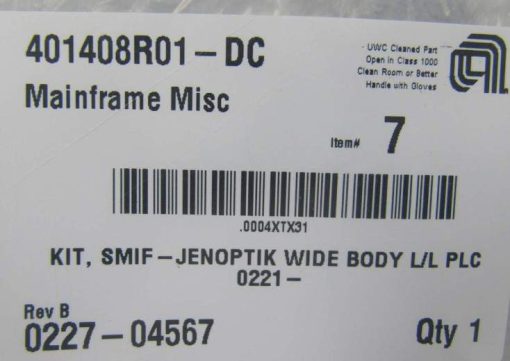 401408R01-DC
UWC Cleaned Part
Open in Class 1000
Clean Room or Better
Handle with Gloves
Mainframe Misc
Item# 7
.0004XTX31
KIT, SMIF-JENOPTIK WIDE BODY L/L PLC
0221-
Rev B
0227-04567
Qty 1